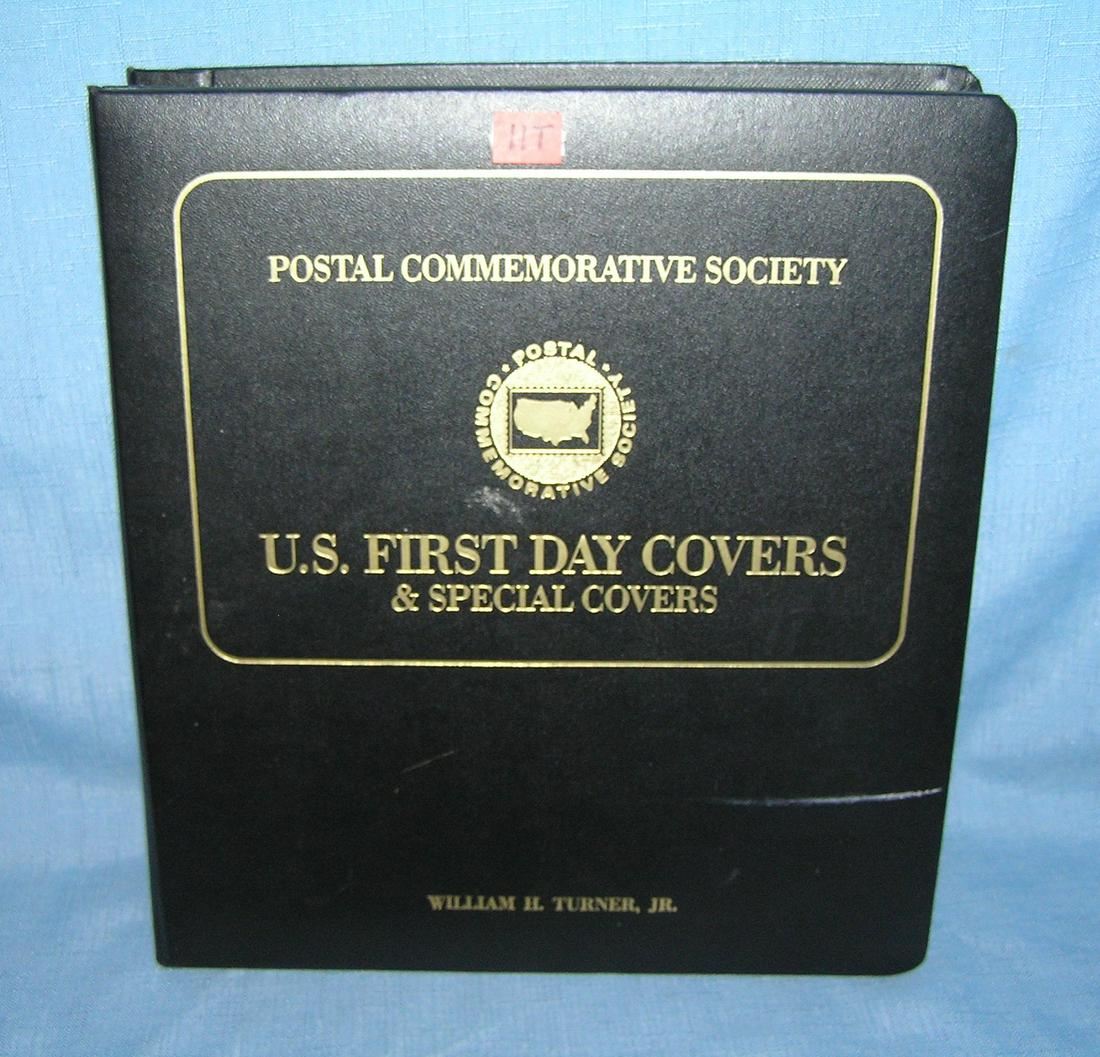 11T
POSTAL COMMEMORATIVE SOCIETY
· POSTAL · COMMEMORATIVE SOCIETY
U.S. FIRST DAY COVERS
& SPECIAL COVERS
WILLIAM H. TURNER, JR.